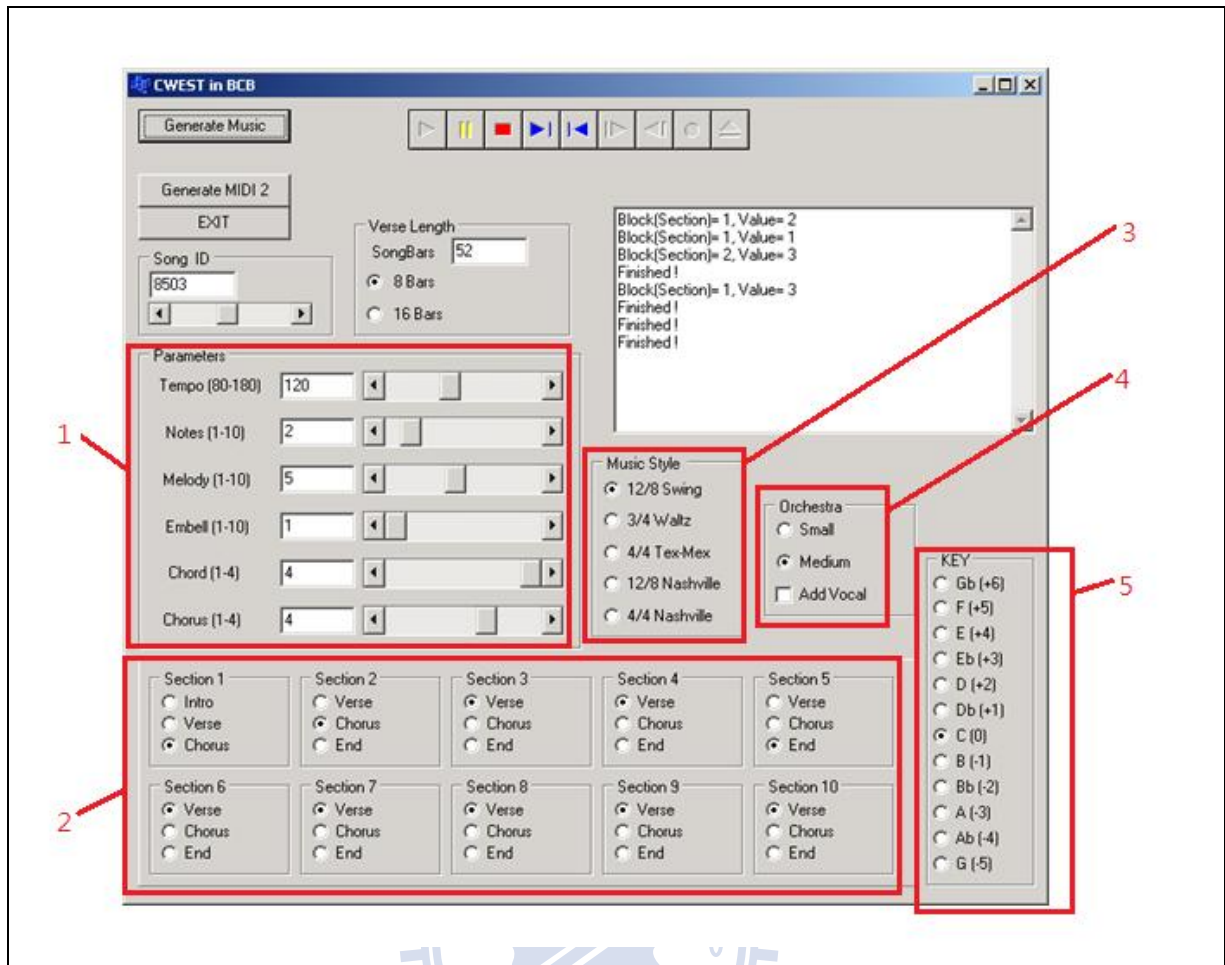 CWEST in BCB
Generate Music
Generate MIDI 2
EXIT
Song ID
8503
Verse Length
SongBars 52
8 Bars
16 Bars
Block(Section)= 1, Value= 2
Block(Section)= 1, Value= 1
Block(Section)= 2, Value= 3
Finished !
Block(Section)= 1, Value= 3
Finished !
Finished !
Finished !
3
4
1
Parameters
Tempo (80-180) 120
Notes (1-10) 2
Melody (1-10) 5
Embell (1-10) 1
Chord (1-4) 4
Chorus (1-4) 4
Music Style
12/8 Swing
3/4 Waltz
4/4 Tex-Mex
12/8 Nashville
4/4 Nashville
Orchestra
Small
Medium
Add Vocal
5
KEY
Gb (+6)
F (+5)
E (+4)
Eb (+3)
D (+2)
Db (+1)
C (0)
B (-1)
Bb (-2)
A (-3)
Ab (-4)
G (-5)
2
Section 1
Intro
Verse
Chorus
Section 2
Verse
Chorus
End
Section 3
Verse
Chorus
End
Section 4
Verse
Chorus
End
Section 5
Verse
Chorus
End
Section 6
Verse
Chorus
End
Section 7
Verse
Chorus
End
Section 8
Verse
Chorus
End
Section 9
Verse
Chorus
End
Section 10
Verse
Chorus
End